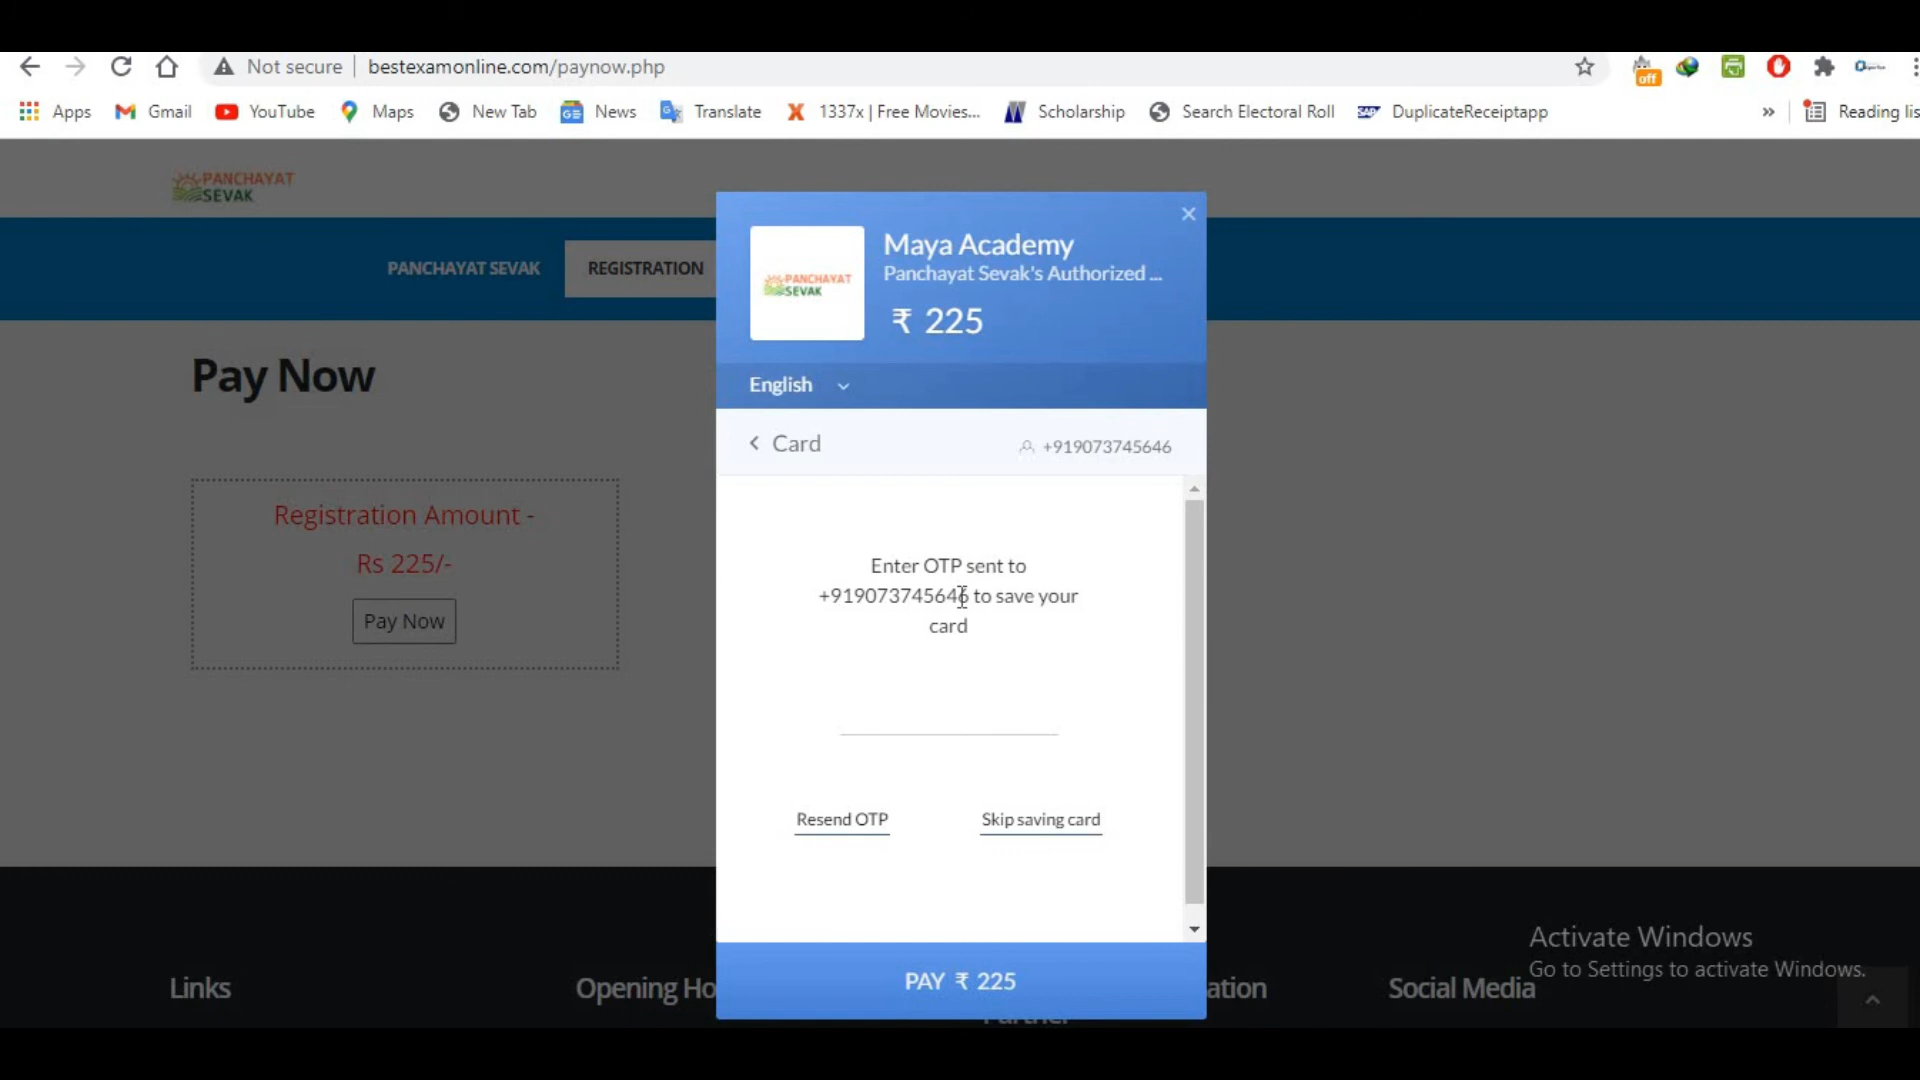 Not secure bestexamonline.com/paynow.php
off
Apps Gmail YouTube Maps New Tab News Translate 1337x | Free Movies... Scholarship Search Electoral Roll DuplicateReceiptapp » Reading lis
PANCHAYAT
SEVAK
PANCHAYAT SEVAK REGISTRATION
Pay Now
Registration Amount -
Rs 225/-
Pay Now
PANCHAYAT
SEVAK
Maya Academy
Panchayat Sevak's Authorized ...
₹ 225
English
Card
+919073745646
Enter OTP sent to
+919073745646 to save your
card
Resend OTP
Skip saving card
PAY ₹ 225
Activate Windows
Go to Settings to activate Windows.
Links Opening Ho ation Social Media